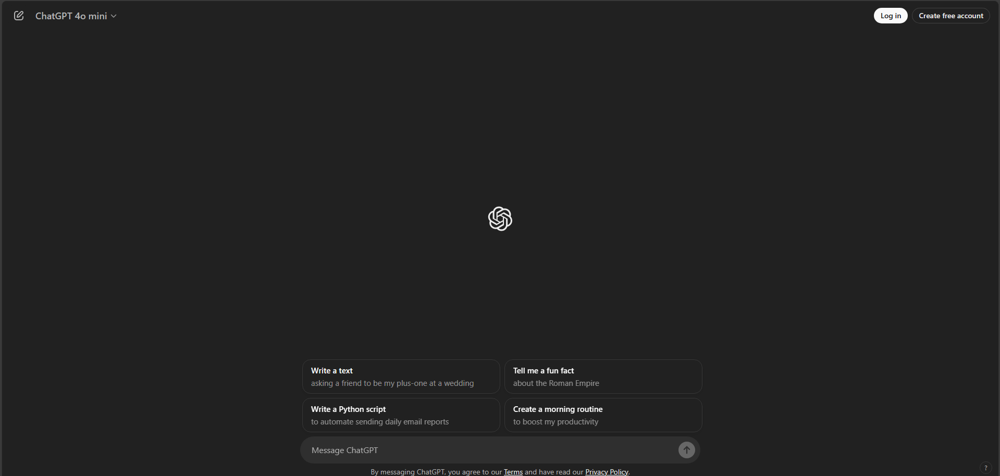 ChatGPT 4o mini
Log in
Create free account
Write a text
asking a friend to be my plus-one at a wedding
Tell me a fun fact
about the Roman Empire
Write a Python script
to automate sending daily email reports
Create a morning routine
to boost my productivity
Message ChatGPT
By messaging ChatGPT, you agree to our Terms and have read our Privacy Policy.
?